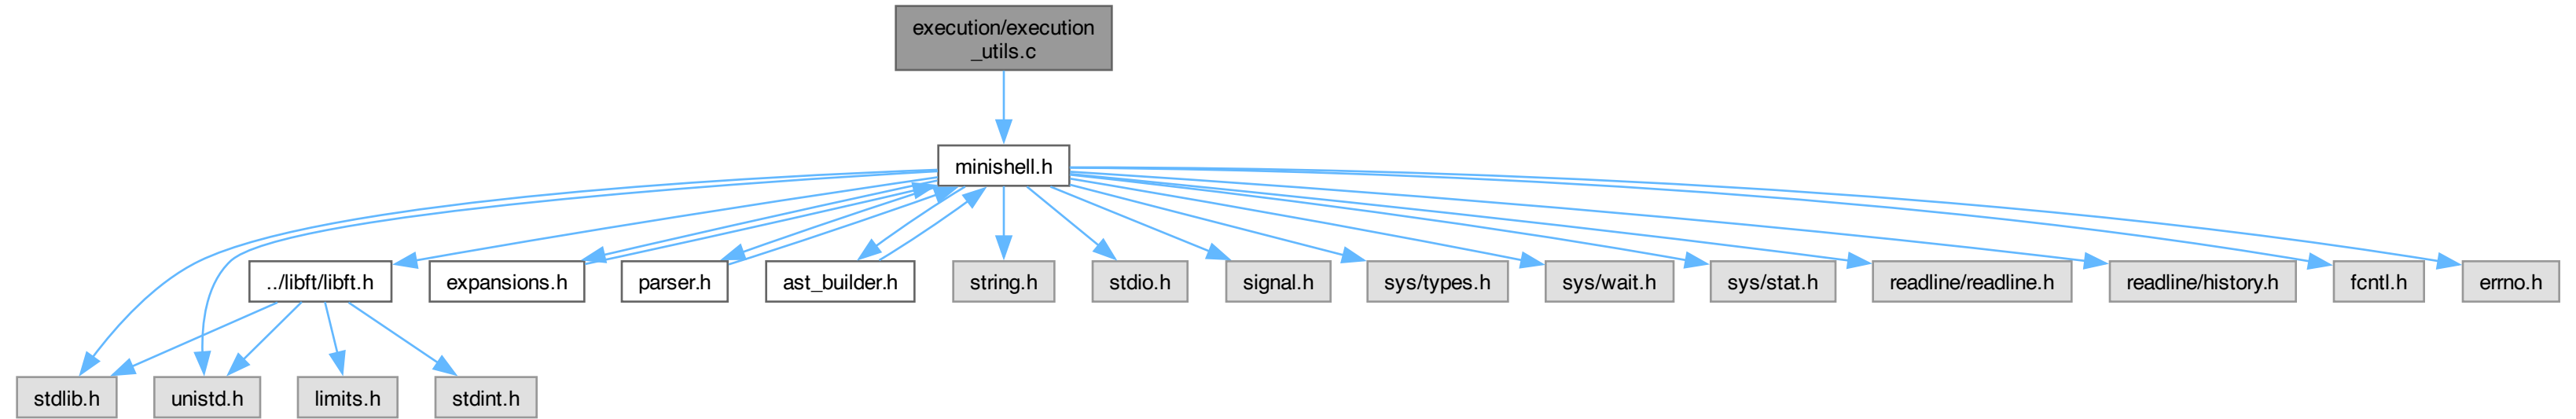 execution/execution
_utils.c
minishell.h
../libft/libft.h
expansions.h
parser.h
ast_builder.h
string.h
stdio.h
signal.h
sys/types.h
sys/wait.h
sys/stat.h
readline/readline.h
readline/history.h
fcntl.h
errno.h
stdlib.h
unistd.h
limits.h
stdint.h